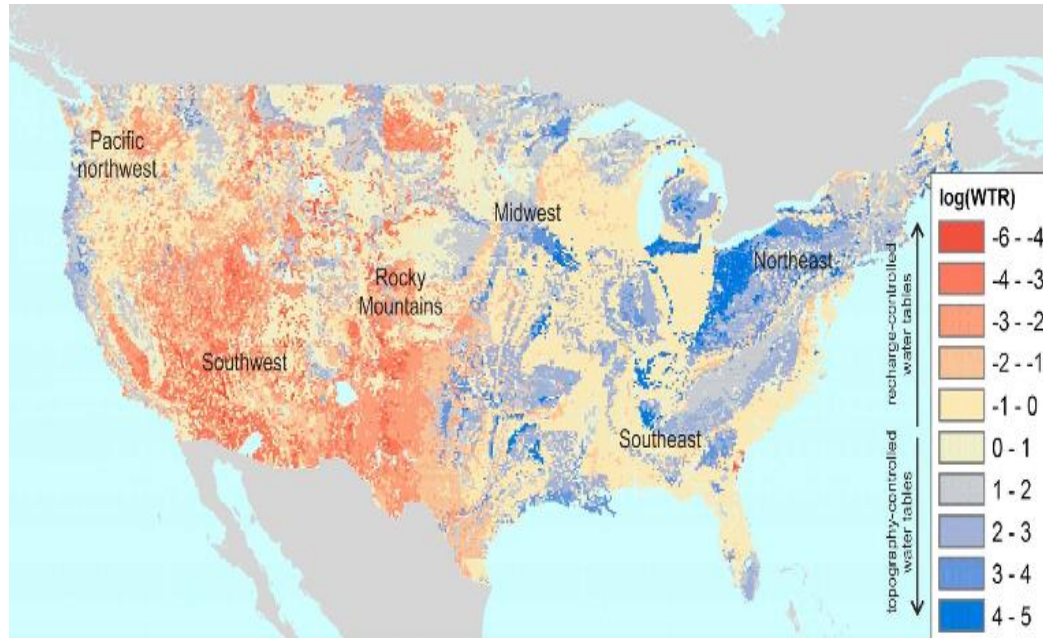 Pacific
northwest
Midwest
Northeast
Rocky
Mountains
Southwest
Southeast
log(WTR)
-6 - -4
-4 - -3
-3 - -2
-2 - -1
-1 - 0
0 - 1
1 - 2
2 - 3
3 - 4
4 - 5
recharge-controlled
water tables
topography-controlled
water tables